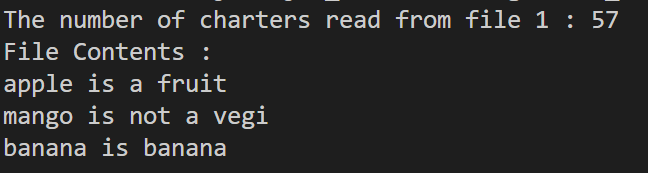 The number of charters read from file 1 : 57
File Contents :
apple is a fruit
mango is not a vegi
banana is banana